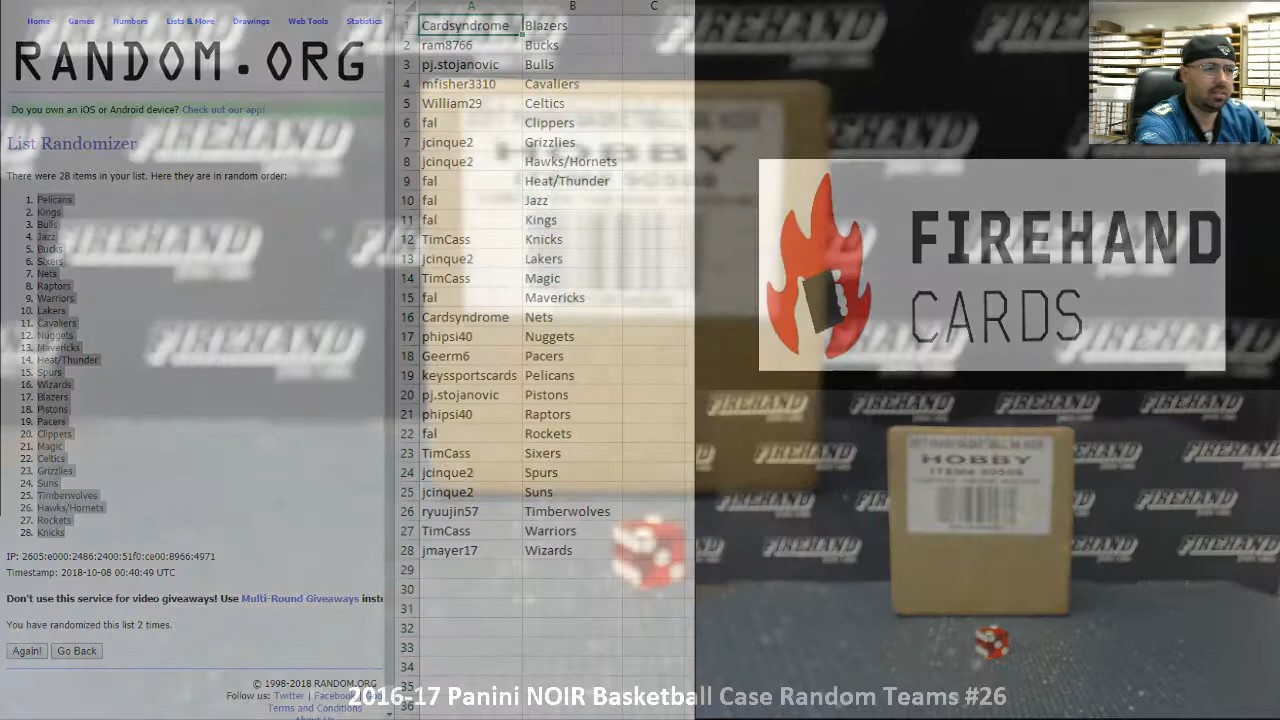 Home Games Numbers Lists & More Drawings Web Tools Statistics
RANDOM.ORG
Do you own an iOS or Android device? Check out our app!
List Randomizer
There were 28 items in your list. Here they are in random order:
1. Pelicans
2. Kings
3. Bulls
4. Jazz
5. Bucks
6. Sixers
7. Nets
8. Raptors
9. Warriors
10. Lakers
11. Cavaliers
12. Nuggets
13. Mavericks
14. Heat/Thunder
15. Spurs
16. Wizards
17. Blazers
18. Pistons
19. Pacers
20. Clippers
21. Magic
22. Celtics
23. Grizzlies
24. Suns
25. Timberwolves
26. Hawks/Hornets
27. Rockets
28. Knicks
IP: 2605:e000:2486:2400:51f0:ce00:8966:4971
Timestamp: 2018-10-08 00:40:49 UTC
Don't use this service for video giveaways! Use Multi-Round Giveaways inste
You have randomized this list 2 times.
Again! Go Back
© 1998-2018 RANDOM.ORG
Follow us: Twitter | Facebook
Terms and Conditions
About Us
A B C
1 Cardsyndrome Blazers
2 ram8766 Bucks
3 pj.stojanovic Bulls
4 mfisher3310 Cavaliers
5 William29 Celtics
6 fal Clippers
7 jcinque2 Grizzlies
8 jcinque2 Hawks/Hornets
9 fal Heat/Thunder
10 fal Jazz
11 fal Kings
12 TimCass Knicks
13 jcinque2 Lakers
14 TimCass Magic
15 fal Mavericks
16 Cardsyndrome Nets
17 phipsi40 Nuggets
18 Geerm6 Pacers
19 keyssportscards Pelicans
20 pj.stojanovic Pistons
21 phipsi40 Raptors
22 fal Rockets
23 TimCass Sixers
24 jcinque2 Spurs
25 jcinque2 Suns
26 ryuujin57 Timberwolves
27 TimCass Warriors
28 jmayer17 Wizards
29
30
31
32
33
34
35
36
FIREHAND
CARDS
FIREHAND
HOBBY
2016-17 Panini NOIR Basketball Case Random Teams #26